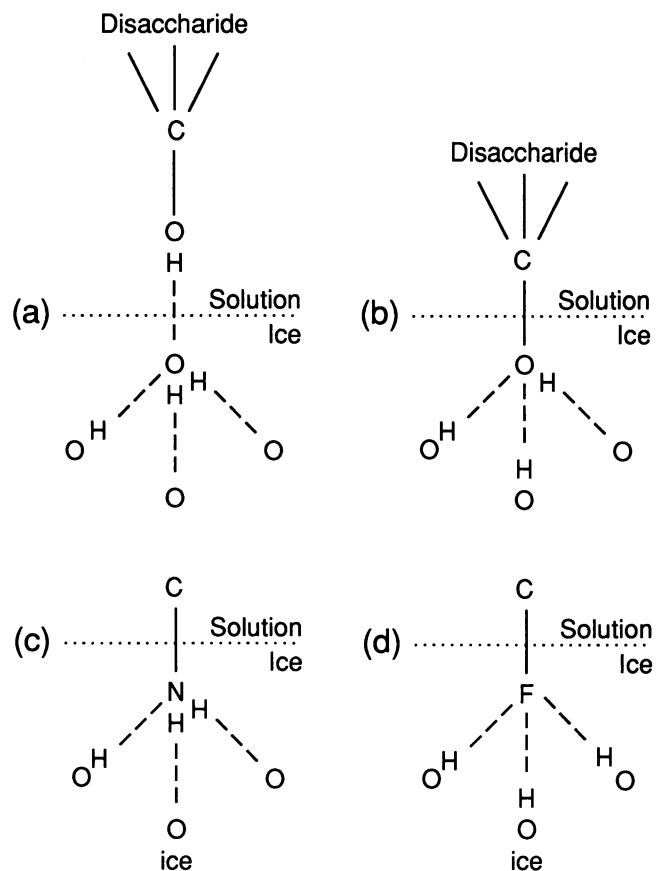 Disaccharide
C
O
H
(a)
Solution
Ice
O
H H
H
O O
O
Disaccharide
C
(b)
Solution
Ice
O
H
H
O O
H
O
C
(c)
Solution
Ice
N
H H
H
O O
O
ice
C
(d)
Solution
Ice
F
H H
O O
H
O
ice